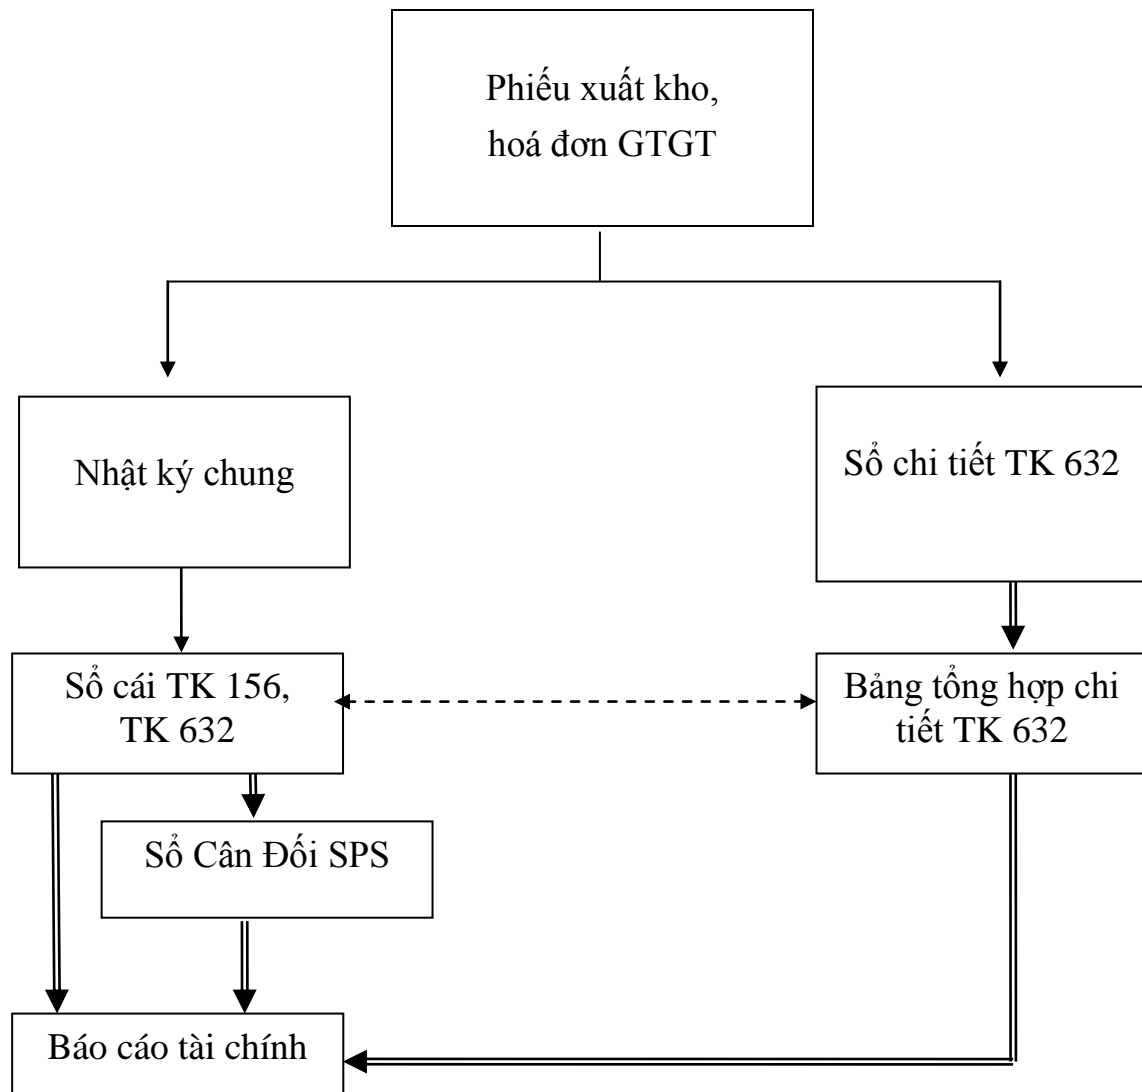 Phiếu xuất kho,
hoá đơn GTGT
Nhật ký chung
Sổ chi tiết TK 632
Sổ cái TK 156,
TK 632
Bảng tổng hợp chi
tiết TK 632
Sổ Cân Đối SPS
Báo cáo tài chính